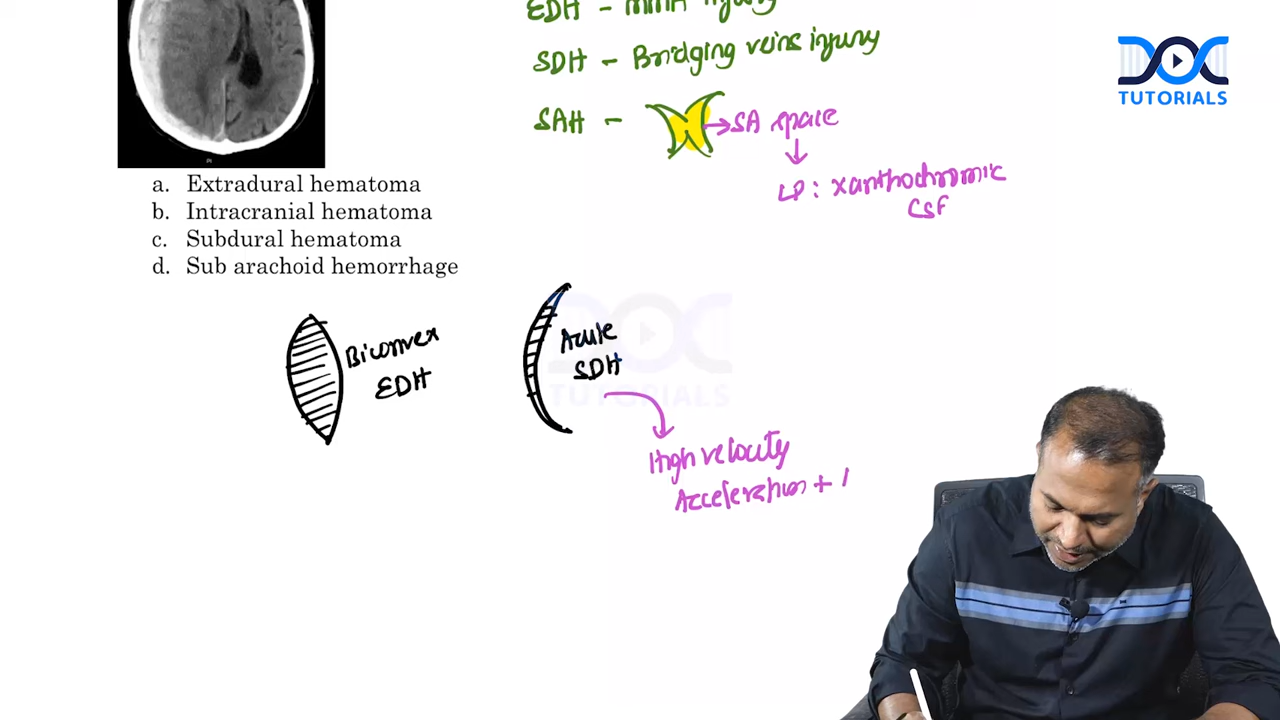 EDH - MMA injury
SDH - Bridging veins injury
SAH - → SA space
LP : xanthochromic
CSF
DOC
TUTORIALS
a. Extradural hematoma
b. Intracranial hematoma
c. Subdural hematoma
d. Sub arachoid hemorrhage
Biconvex
EDH
Acute
SDH
TUTORIALS
High velocity
Acceleration +